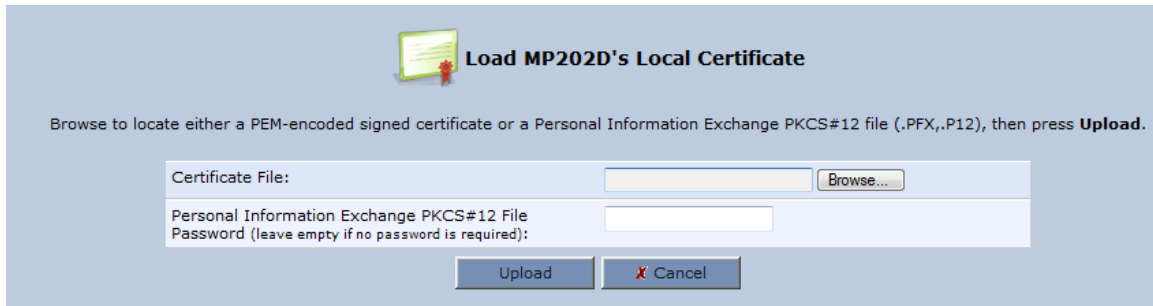 Load MP202D's Local Certificate
Browse to locate either a PEM-encoded signed certificate or a Personal Information Exchange PKCS#12 file (.PFX,.P12), then press Upload.
Certificate File:
Browse...
Personal Information Exchange PKCS#12 File
Password (leave empty if no password is required):
Upload
Cancel